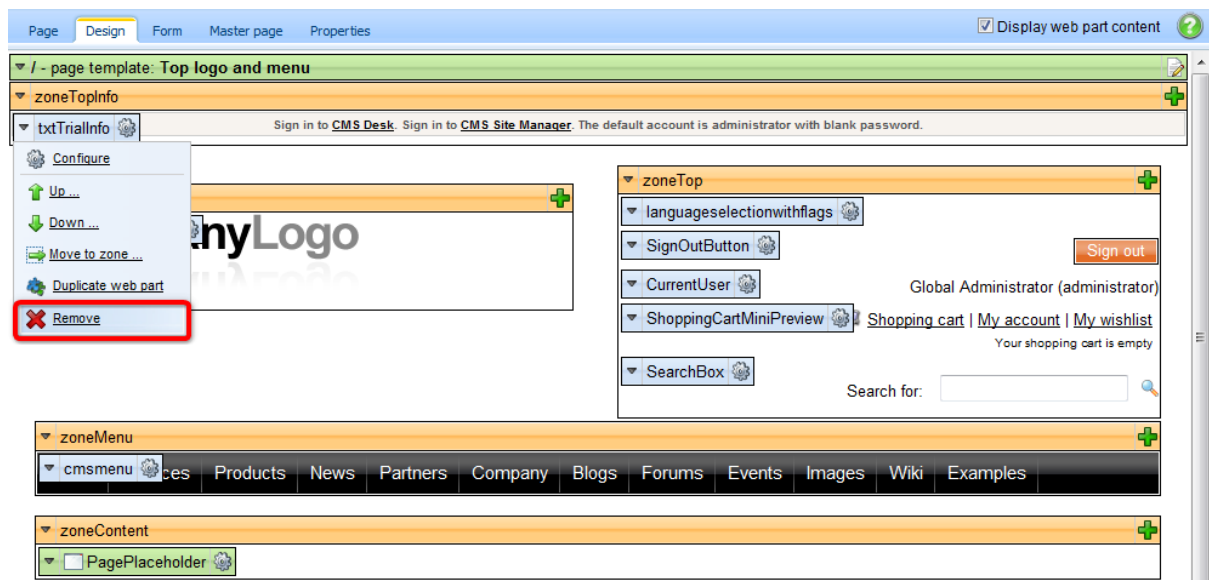 Page Design Form Master page Properties Display web part content
/ - page template: Top logo and menu
zoneTopInfo
txtTrialInfo Sign in to CMS Desk. Sign in to CMS Site Manager. The default account is administrator with blank password.
Configure
Up ...
Down ...
Move to zone ...
Duplicate web part
Remove
nyLogo
zoneTop
languageselectionwithflags
SignOutButton Sign out
CurrentUser Global Administrator (administrator)
ShoppingCartMiniPreview Shopping cart | My account | My wishlist
Your shopping cart is empty
SearchBox
Search for:
zoneMenu
cmsmenu ces Products News Partners Company Blogs Forums Events Images Wiki Examples
zoneContent
PagePlaceholder